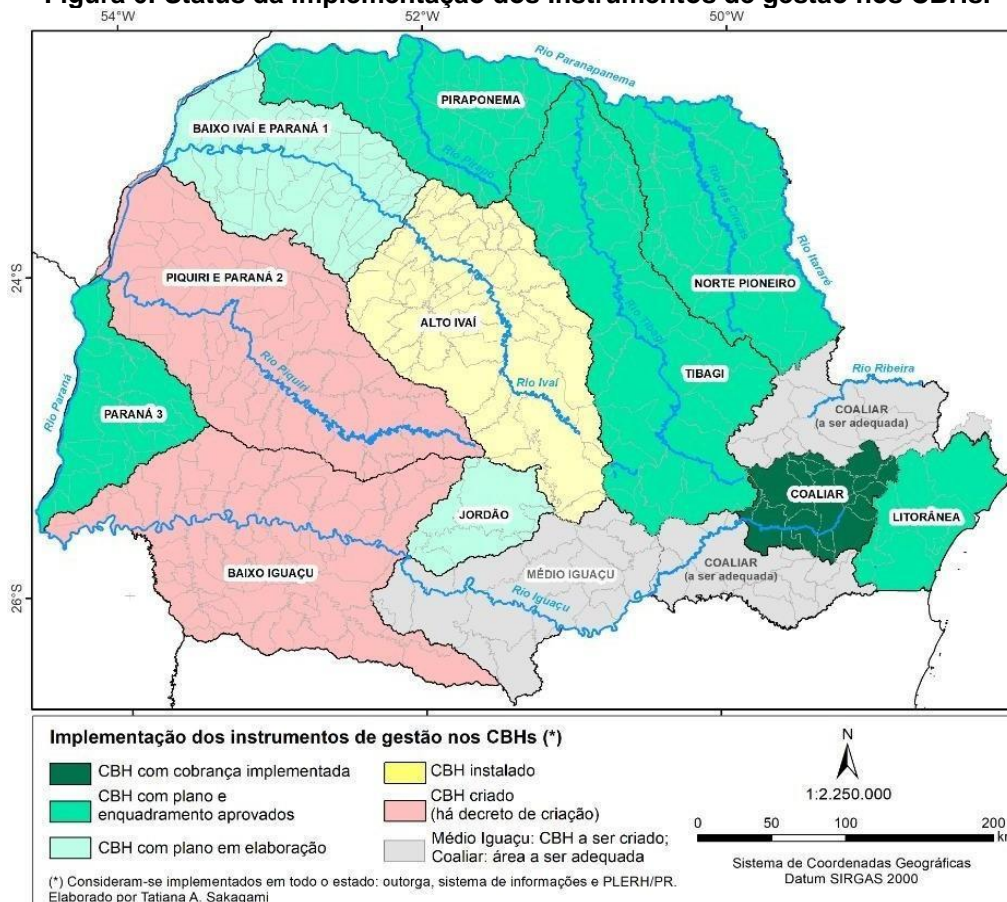 Figura 6. Status da implementação dos instrumentos de gestão nos CBHs.
54°W
52°W
50°W
Rio Paranapanema
PIRAPONEMA
BAIXO IVAÍ E PARANÁ 1
Rio Pirapó
Rio das Cinzas
Rio Itararé
24°S
PIQUIRI E PARANÁ 2
NORTE PIONEIRO
ALTO IVAÍ
Rio Tibagi
Rio Piquiri
Rio Ivaí
TIBAGI
Rio Ribeira
Rio Paraná
PARANÁ 3
COALIAR
(a ser adequada)
COALIAR
JORDÃO
LITORÂNEA
BAIXO IGUAÇU
MÉDIO IGUAÇU
COALIAR
(a ser adequada)
26°S
Rio Iguaçu
Implementação dos instrumentos de gestão nos CBHs (*)
CBH com cobrança implementada
CBH com plano e
enquadramento aprovados
CBH com plano em elaboração
CBH instalado
CBH criado
(há decreto de criação)
Médio Iguaçu: CBH a ser criado;
Coaliar: área a ser adequada
(*) Consideram-se implementados em todo o estado: outorga, sistema de informações e PLERH/PR.
Elaborado por Tatiana A. Sakagami
N
1:2.250.000
0 50 100 200
km
Sistema de Coordenadas Geográficas
Datum SIRGAS 2000